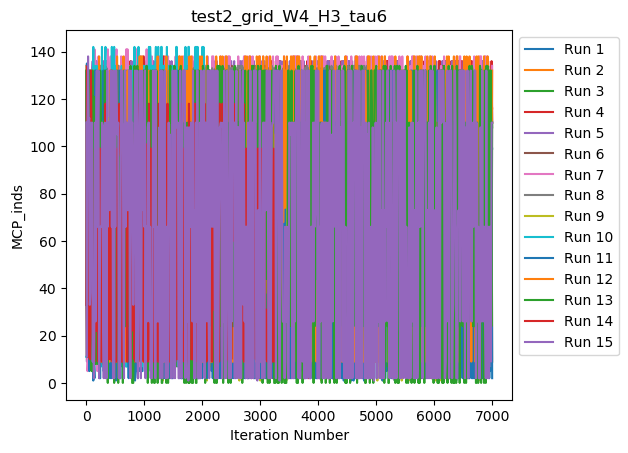 test2_grid_W4_H3_tau6
MCP_inds
140
120
100
80
60
40
20
0
0 1000 2000 3000 4000 5000 6000 7000
Iteration Number
Run 1
Run 2
Run 3
Run 4
Run 5
Run 6
Run 7
Run 8
Run 9
Run 10
Run 11
Run 12
Run 13
Run 14
Run 15